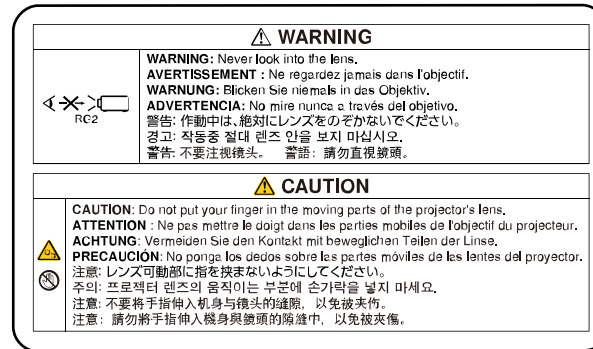 ⚠ WARNING
WARNING: Never look into the lens.
AVERTISSEMENT : Ne regardez jamais dans l'objectif.
WARNUNG: Blicken Sie niemals in das Objektiv.
ADVERTENCIA: No mire nunca a través del objetivo.
警告: 作動中は、絶対にレンズをのぞかないでください。
경고: 작동중 절대 렌즈 안을 보지 마십시오.
警告: 不要注视镜头。 警語: 請勿直視鏡頭。
RG2
⚠ CAUTION
CAUTION: Do not put your finger in the moving parts of the projector's lens.
ATTENTION : Ne pas mettre le doigt dans les parties mobiles de l'objectif du projecteur.
ACHTUNG: Vermeiden Sie den Kontakt mit beweglichen Teilen der Linse.
PRECAUCIÓN: No ponga los dedos sobre las partes móviles de las lentes del proyector.
注意: レンズ可動部に指を挟まないようにしてください。
주의: 프로젝터 렌즈의 움직이는 부분에 손가락을 넣지 마세요.
注意: 不要将手指伸入机身与镜头的缝隙, 以免被夹伤。
注意: 請勿將手指伸入機身與鏡頭的隙縫中, 以免被夾傷。